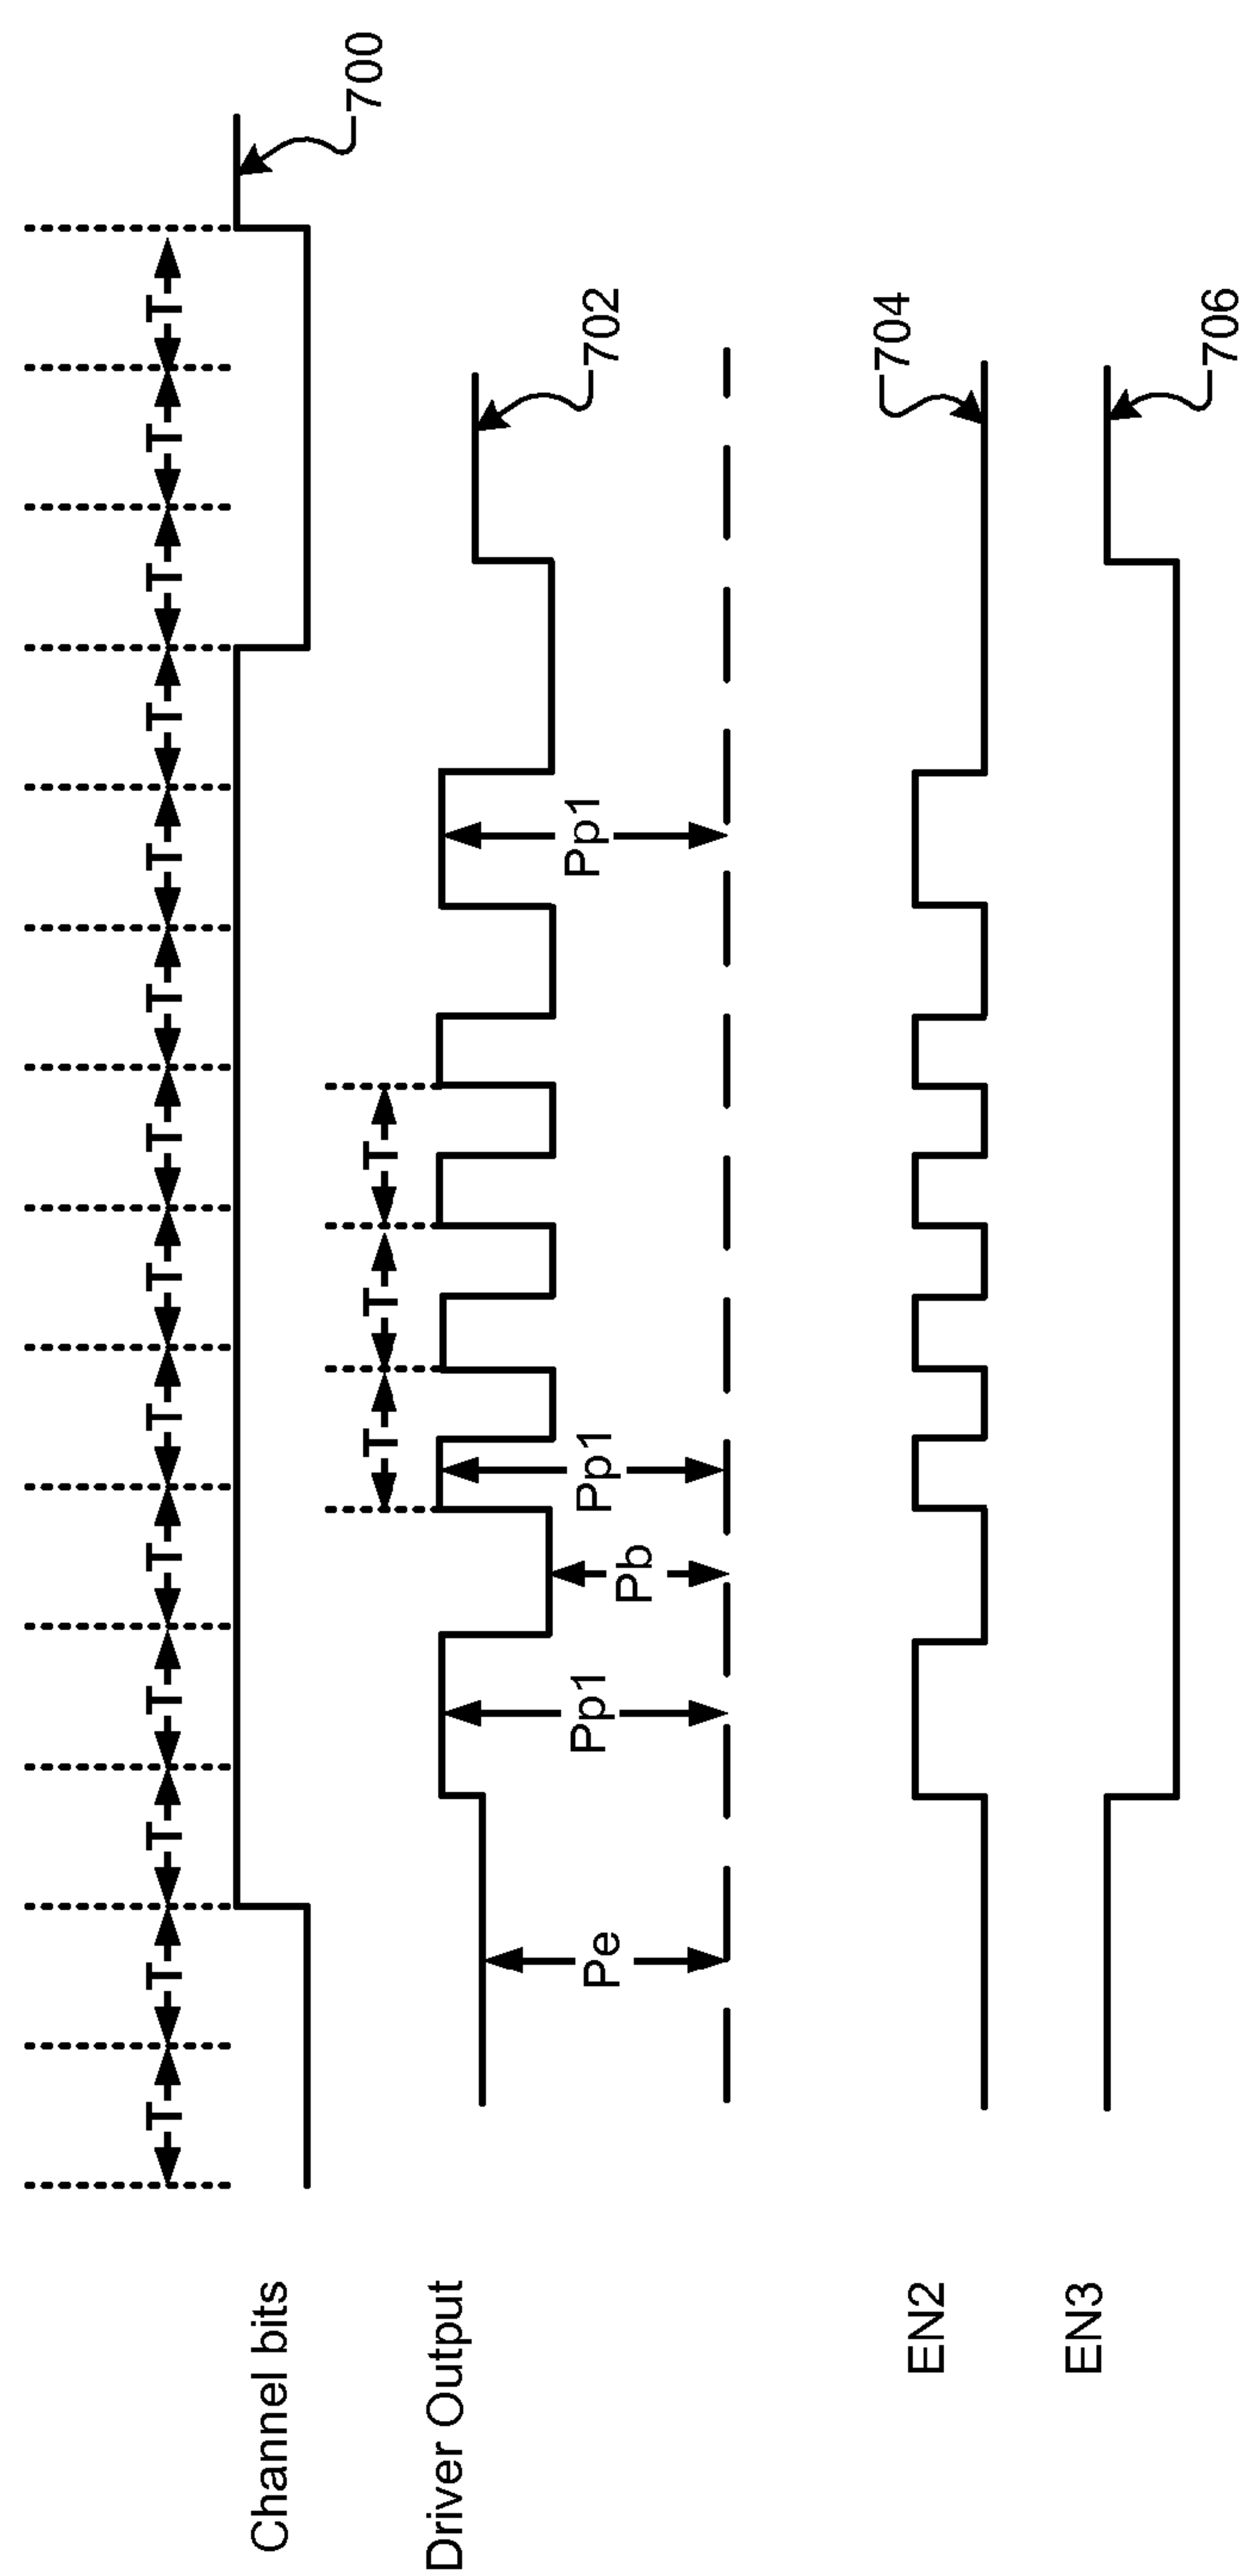 T T T T T T T T T T T T T T
Channel bits
700
T T T
Driver Output
702
Pe Pp1 Pb Pp1 Pp1
EN2
704
EN3
706